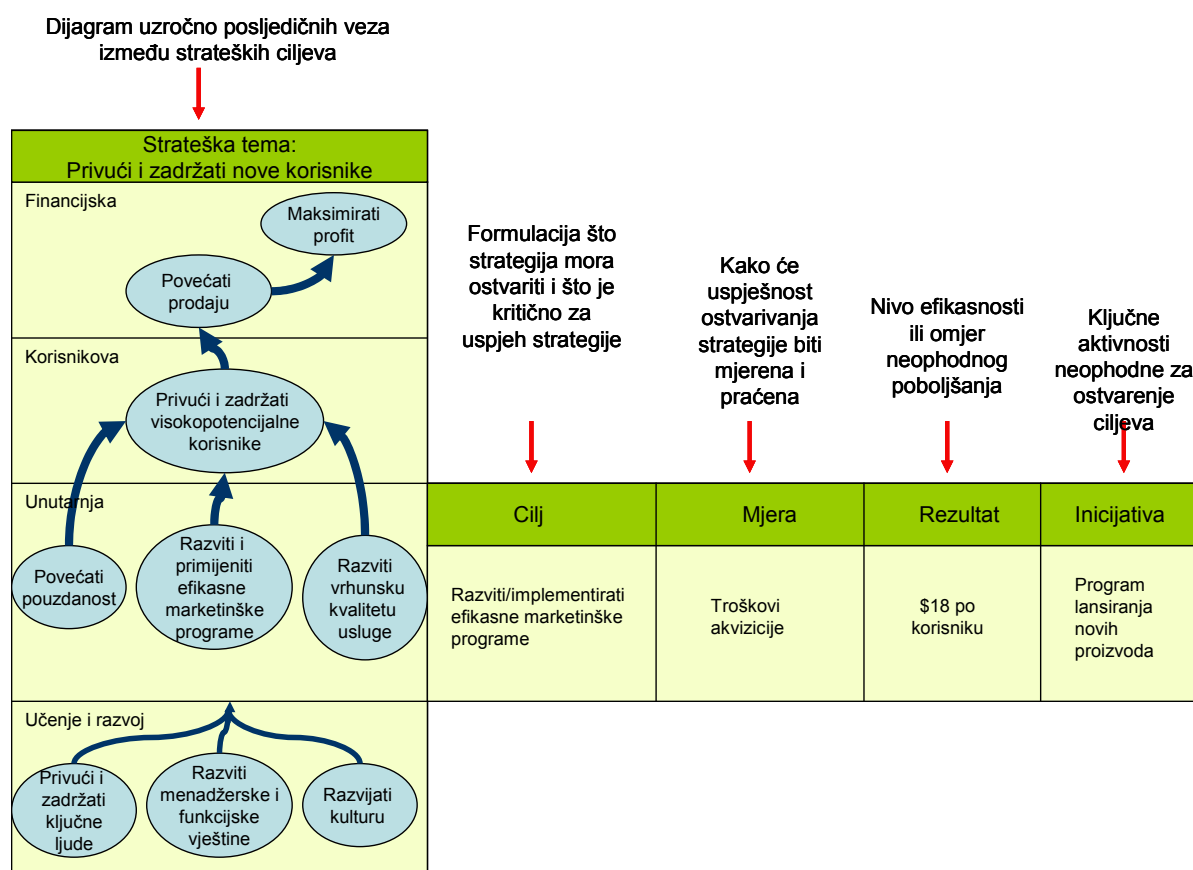 Dijagram uzročno posljedičnih veza
između strateških ciljeva
Strateška tema:
Privući i zadržati nove korisnike
Financijska
Maksimirati
profit
Povećati
prodaju
Korisnikova
Privući i zadržati
visokopotencijalne
korisnike
Unutarnja
Povećati
pouzdanost
Razviti i
primijeniti
efikasne
marketinške
programe
Razviti
vrhunsku
kvalitetu
usluge
Učenje i razvoj
Privući i
zadržati
ključne
ljude
Razviti
menadžerske i
funkcijske
vještine
Razvijati
kulturu
Formulacija što
strategija mora
ostvariti i što je
kritično za
uspjeh strategije
Kako će
uspješnost
ostvarivanja
strategije biti
mjerena i
praćena
Nivo efikasnosti
ili omjer
neophodnog
poboljšanja
Ključne
aktivnosti
neophodne za
ostvarenje
ciljeva
Cilj
Mjera
Rezultat
Inicijativa
Razviti/implementirati
efikasne marketinške
programe
Troškovi
akvizicije
$18 po
korisniku
Program
lansiranja
novih
proizvoda